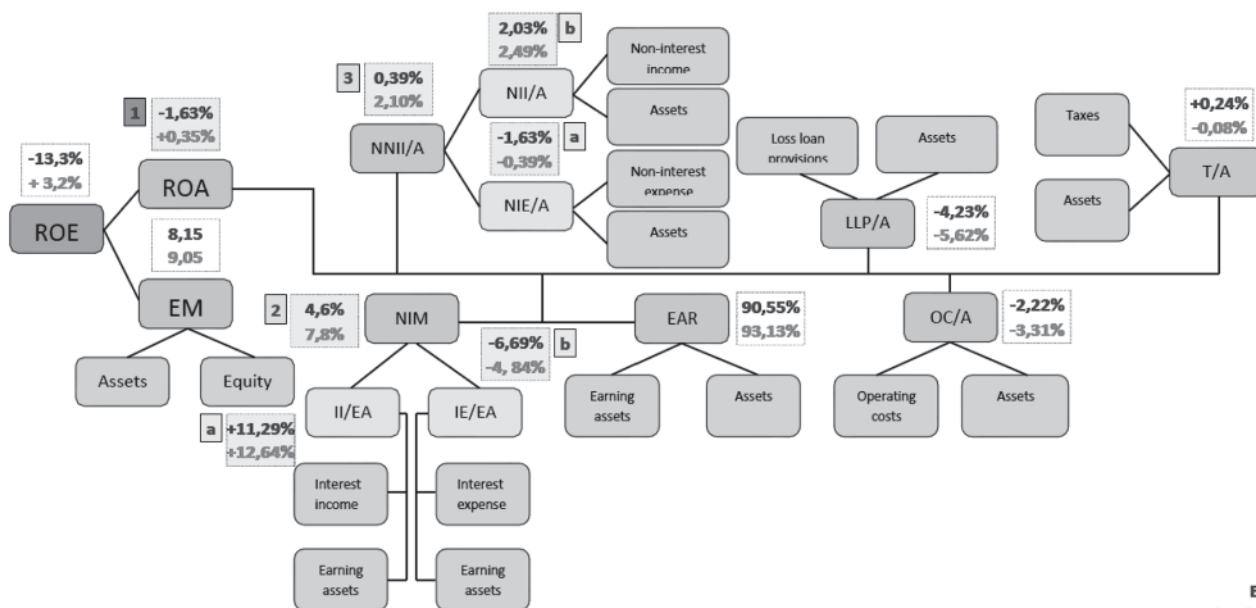 2,03%
b
2,49%
Non-interest
income
3
0,39%
2,10%
NII/A
1
-1,63%
+0,35%
NNII/A
Assets
-1,63%
a
-0,39%
Loss loan
provisions
Assets
Taxes
+0,24%
-0,08%
-13,3%
+ 3,2%
ROA
Non-interest
expense
T/A
ROE
NIE/A
Assets
LLP/A
-4,23%
-5,62%
Assets
8,15
9,05
EM
2
4,6%
7,8%
NIM
EAR
90,55%
93,13%
OC/A
-2,22%
-3,31%
-6,69%
b
-4, 84%
Assets
Equity
II/EA
IE/EA
Earning
assets
Assets
Operating
costs
Assets
a
+11,29%
+12,64%
Interest
income
Interest
expense
Earning
assets
Earning
assets